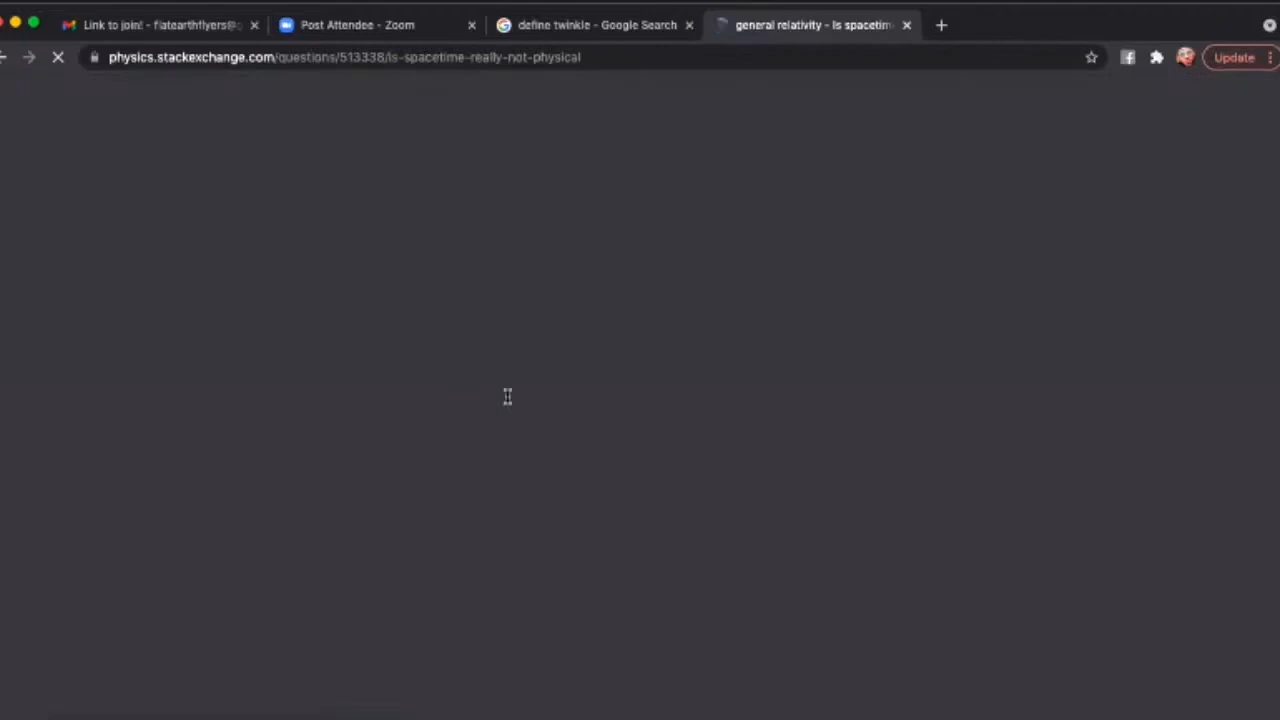 Link to join! - flatearthflyers@
Post Attendee - Zoom
define twinkle - Google Search
general relativity - Is spacetim
physics.stackexchange.com/questions/513338/is-spacetime-really-not-physical
Update